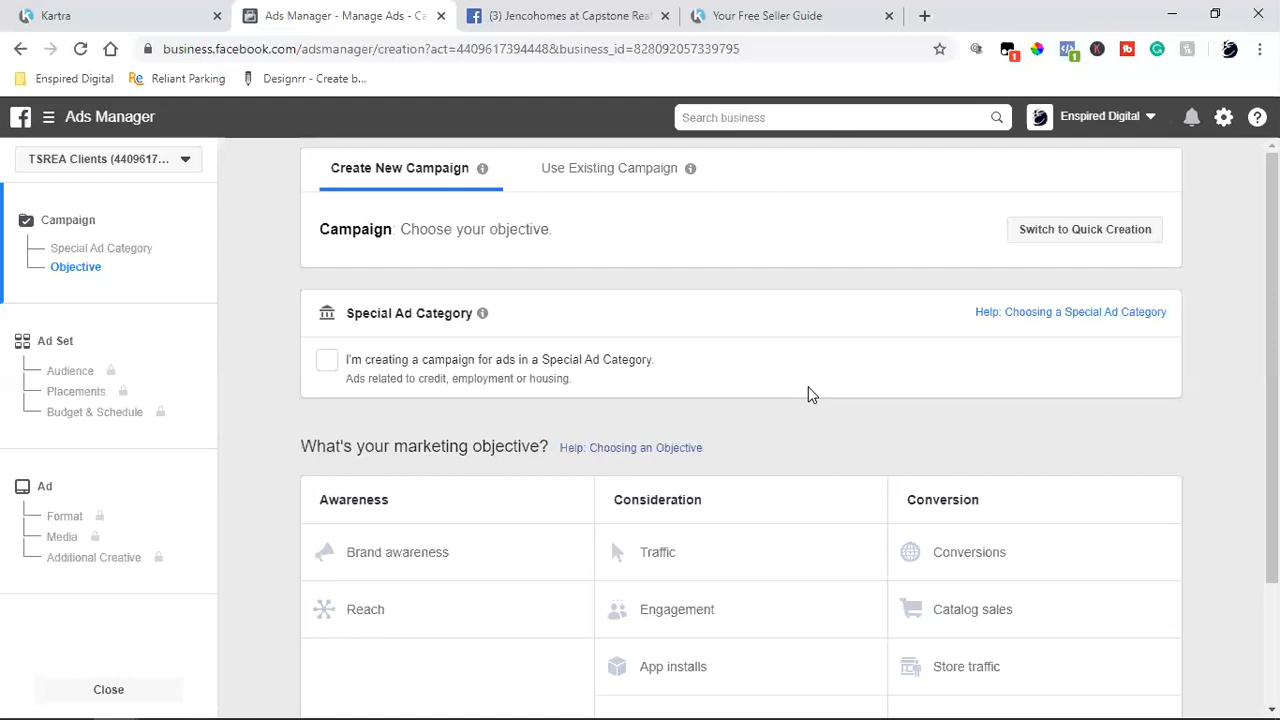 Kartra
Ads Manager - Manage Ads - Ca
(3) Jencohomes at Capstone Real
Your Free Seller Guide
business.facebook.com/adsmanager/creation?act=4409617394448&business_id=828092057339795
1
1
Enspired Digital
Reliant Parking
Designrr - Create b...
Ads Manager
Search business
Enspired Digital
TSREA Clients (4409617...
Campaign
Special Ad Category
Objective
Ad Set
Audience
Placements
Budget & Schedule
Ad
Format
Media
Additional Creative
Close
Create New Campaign
Use Existing Campaign
Campaign: Choose your objective.
Switch to Quick Creation
Special Ad Category
Help: Choosing a Special Ad Category
I'm creating a campaign for ads in a Special Ad Category.
Ads related to credit, employment or housing.
What's your marketing objective?
Help: Choosing an Objective
Awareness
Consideration
Conversion
Brand awareness
Traffic
Conversions
Reach
Engagement
Catalog sales
App installs
Store traffic